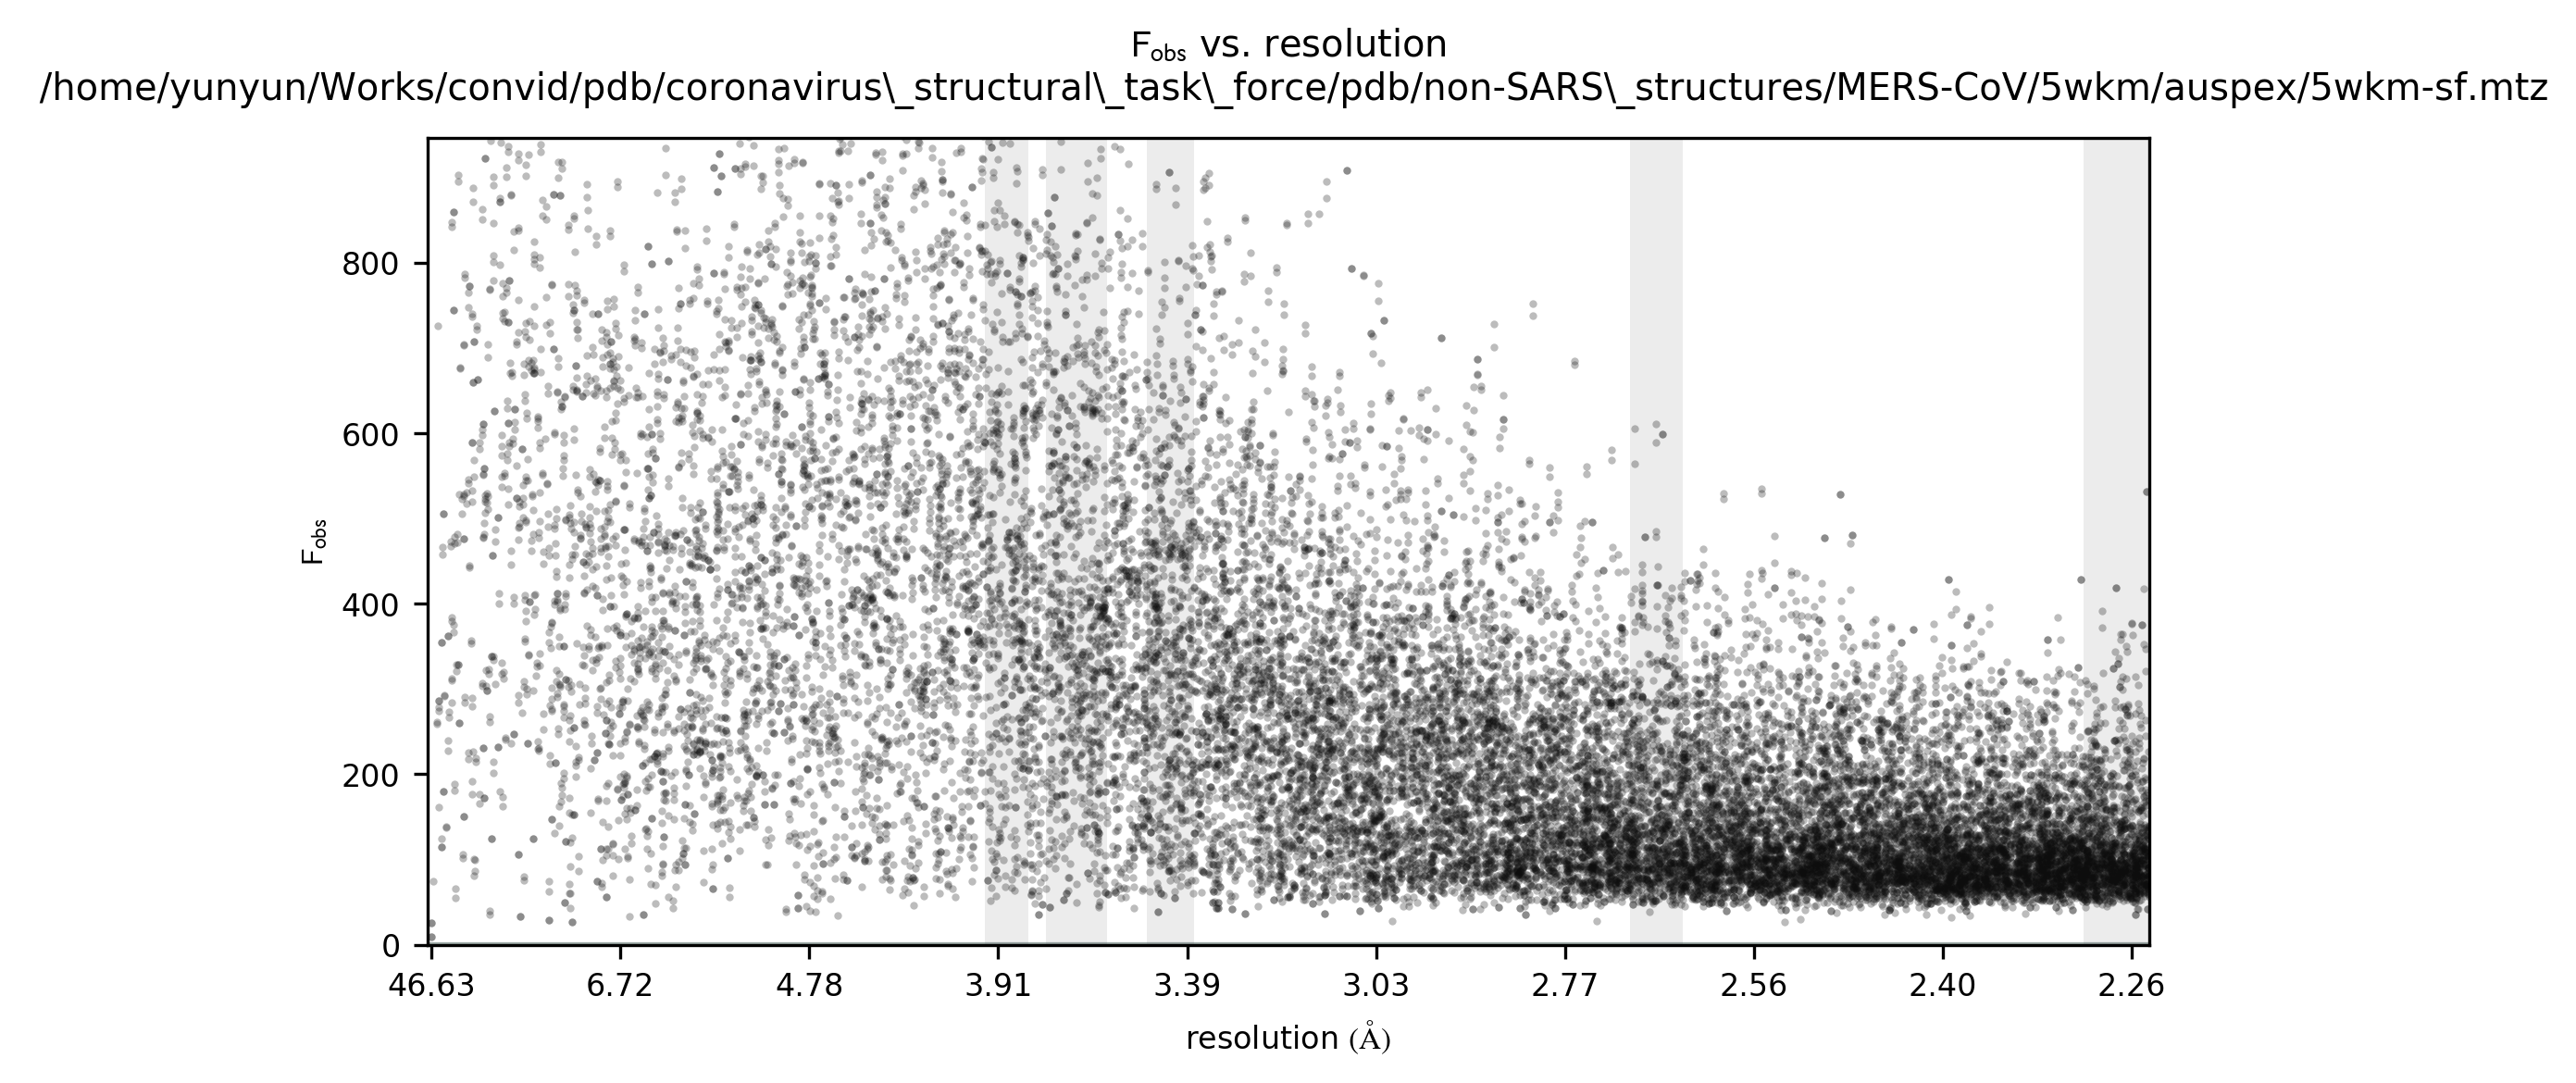 F_obs vs. resolution
/home/yunyun/Works/convid/pdb/coronavirus\_structural\_task\_force/pdb/non-SARS\_structures/MERS-CoV/5wkm/auspex/5wkm-sf.mtz
800
600
400
200
0
F_obs
46.63 6.72 4.78 3.91 3.39 3.03 2.77 2.56 2.40 2.26
resolution (Å)